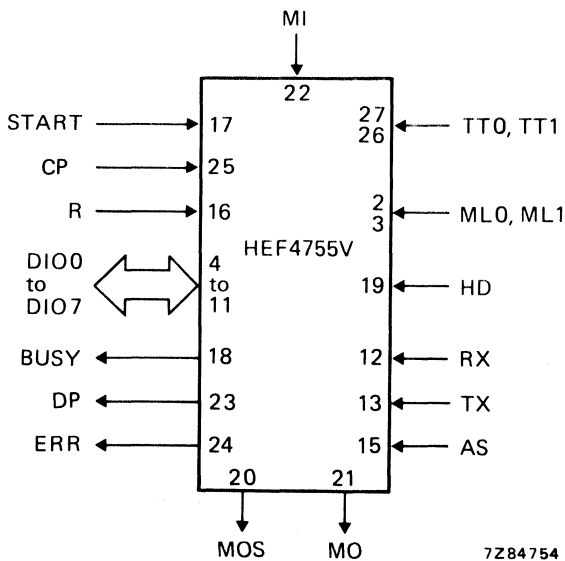 MI
22
START 17 27 TT0, TT1
26
CP 25
R 16 2 ML0, ML1
3
HEF4755V
DIO0 4
to to 19 HD
DIO7 11
BUSY 18 12 RX
DP 23 13 TX
ERR 24 15 AS
20 21
MOS MO
7Z84754